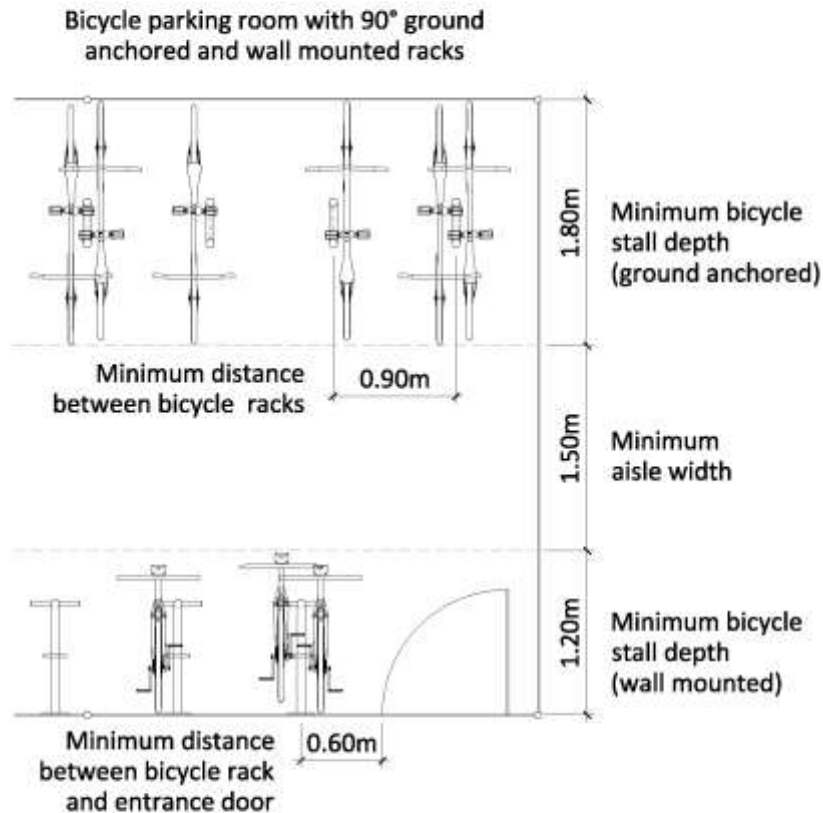 Bicycle parking room with 90° ground
anchored and wall mounted racks
1.80m
Minimum bicycle
stall depth
(ground anchored)
Minimum distance
between bicycle racks
0.90m
1.50m
Minimum
aisle width
1.20m
Minimum bicycle
stall depth
(wall mounted)
Minimum distance
between bicycle rack
and entrance door
0.60m